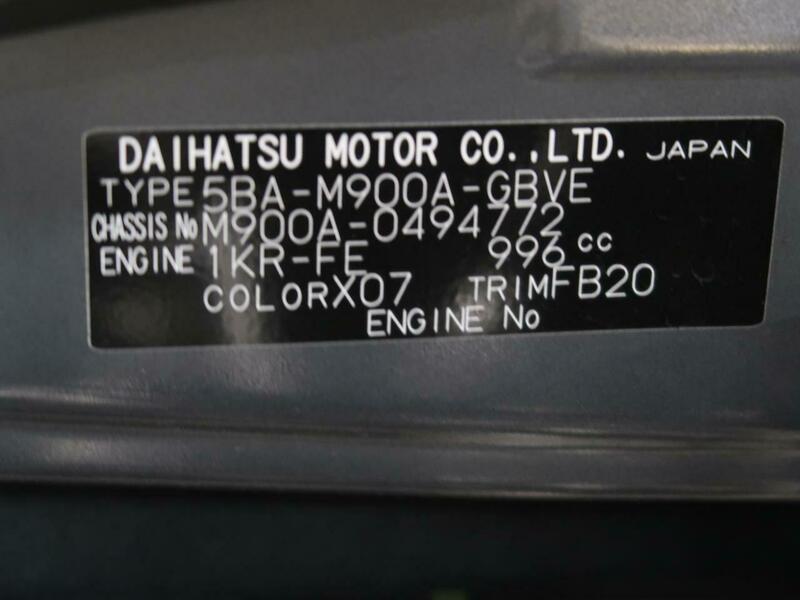 DAIHATSU MOTOR CO.,LTD. JAPAN
TYPE 5BA-M900A-GBVE
CHASSIS No M900A-0494772
ENGINE 1KR-FE 996 cc
COLOR X07 TRIM FB20
ENGINE No